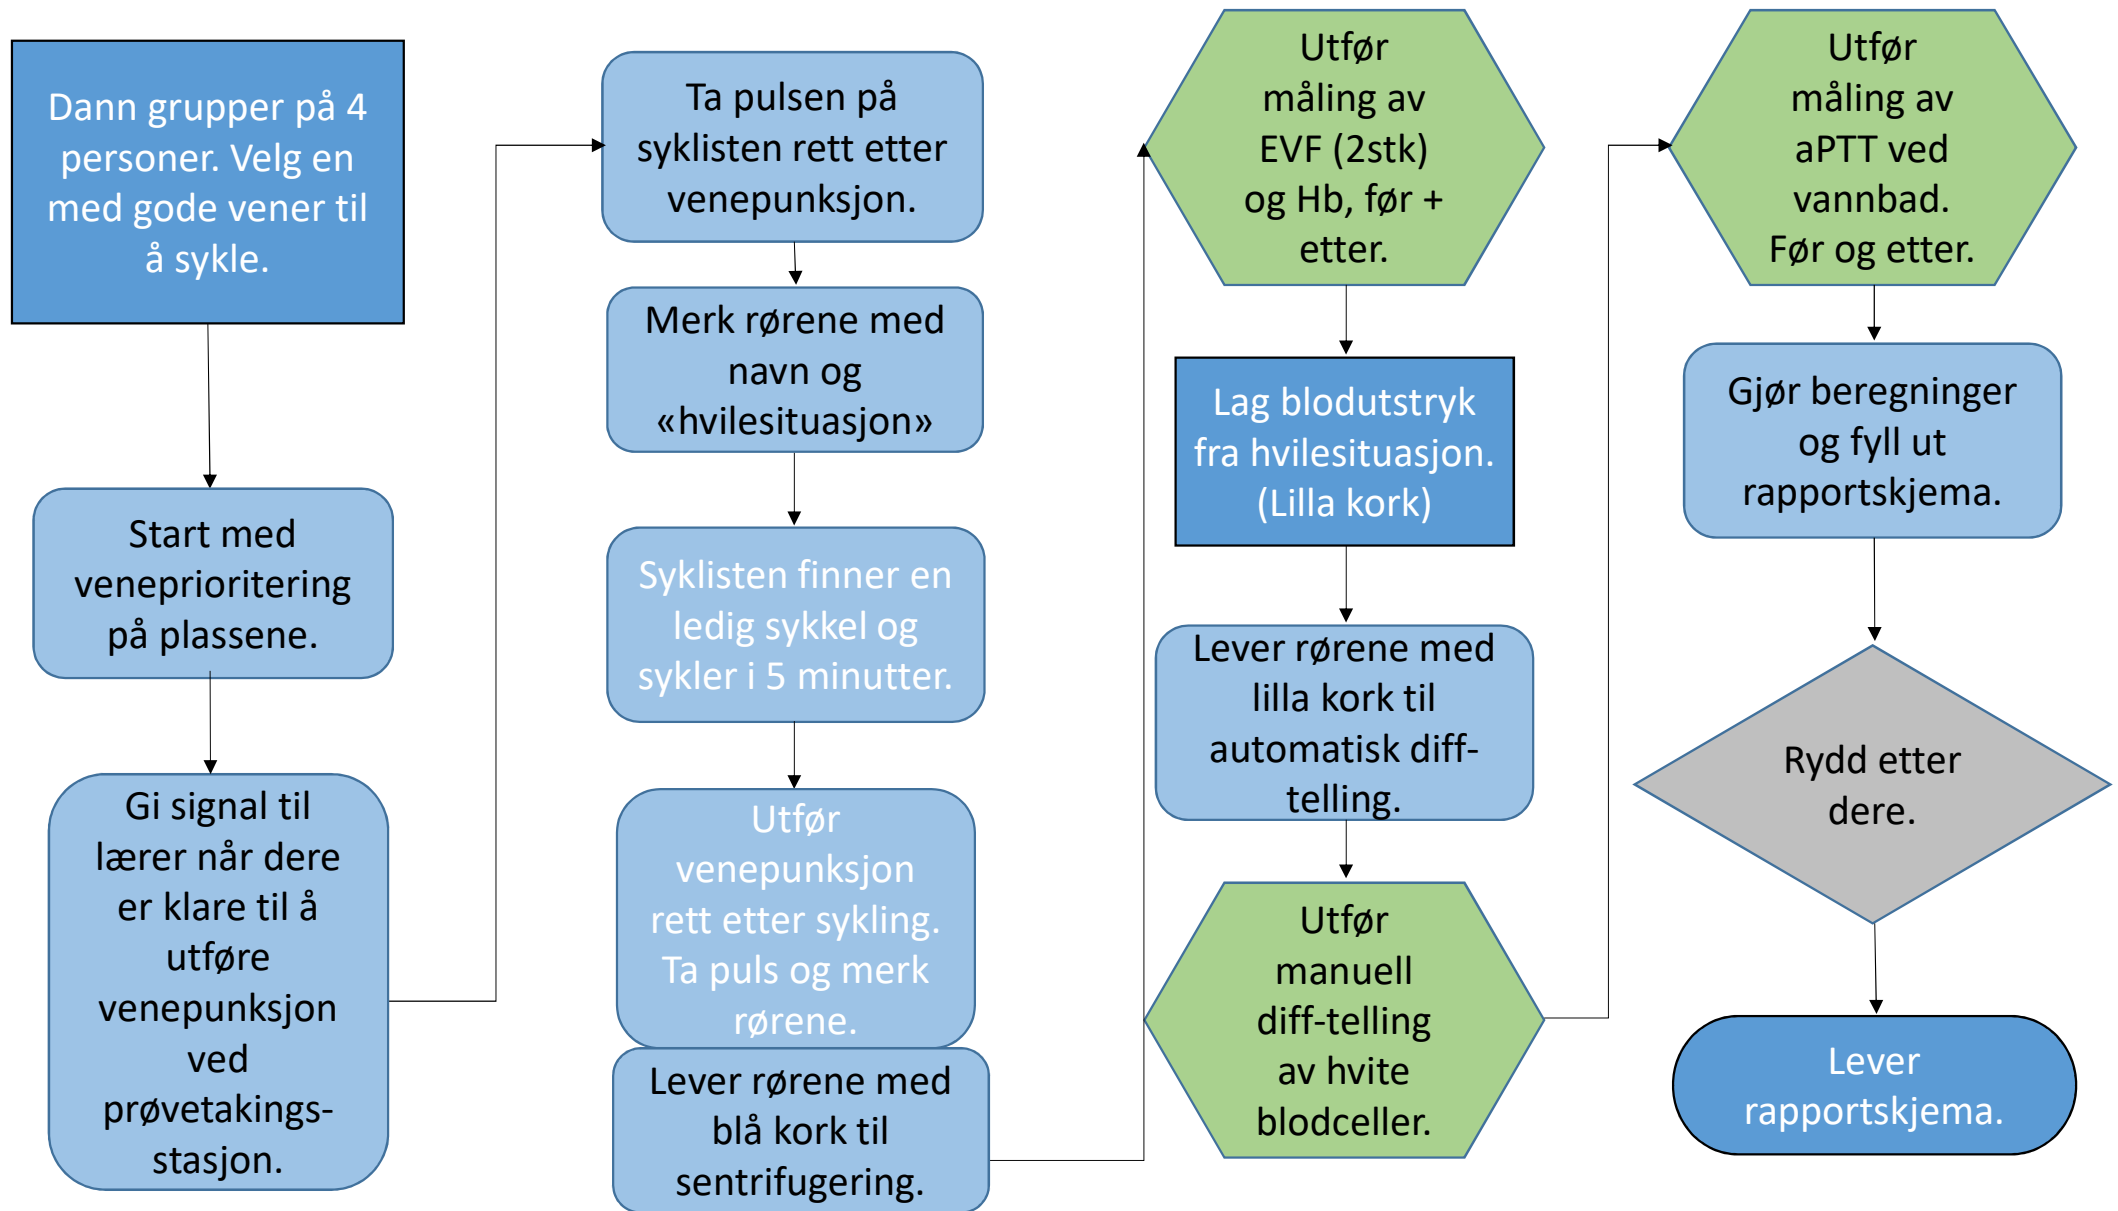 Dann grupper på 4
personer. Velg en
med gode vener til
å sykle.
Start med
veneprioritering
på plassene.
Gi signal til
lærer når dere
er klare til å
utføre
venepunksjon
ved
prøvetakings-
stasjon.
Ta pulsen på
syklisten rett etter
venepunksjon.
Merk rørene med
navn og
«hvilesituasjon»
Syklisten finner en
ledig sykkel og
sykler i 5 minutter.
Utfør
venepunksjon
rett etter sykling.
Ta puls og merk
rørene.
Lever rørene med
blå kork til
sentrifugering.
Utfør
måling av
EVF (2stk)
og Hb, før +
etter.
Lag blodutstryk
fra hvilesituasjon.
(Lilla kork)
Lever rørene med
lilla kork til
automatisk diff-
telling.
Utfør
manuell
diff-telling
av hvite
blodceller.
Utfør
måling av
aPTT ved
vannbad.
Før og etter.
Gjør beregninger
og fyll ut
rapportskjema.
Rydd etter
dere.
Lever
rapportskjema.